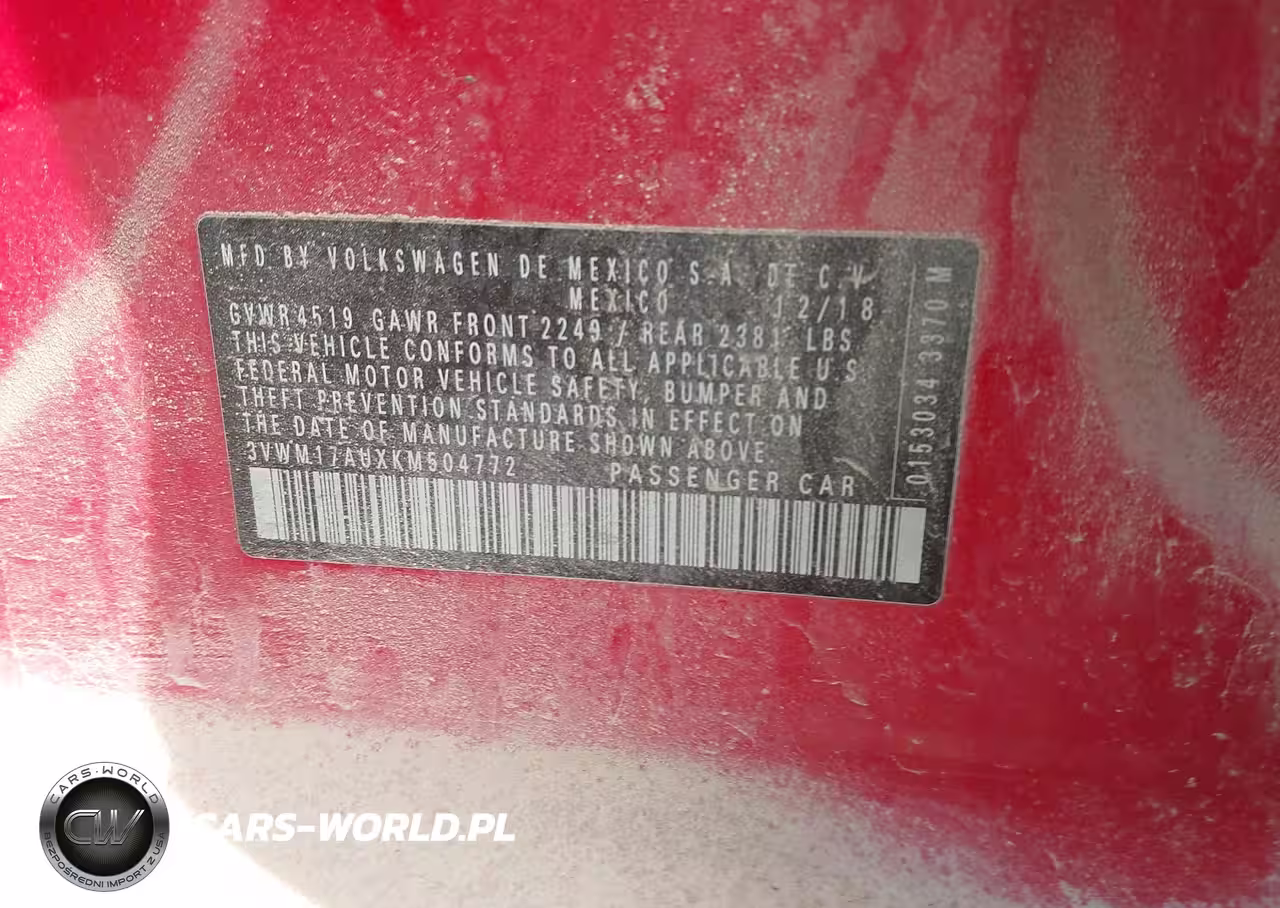 MFD BY VOLKSWAGEN DE MEXICO S.A. DE C.V.
MEXICO 12/18
GVWR 4519 GAWR FRONT 2249 / REAR 2381 LBS
THIS VEHICLE CONFORMS TO ALL APPLICABLE U.S
FEDERAL MOTOR VEHICLE SAFETY, BUMPER AND
THEFT PREVENTION STANDARDS IN EFFECT ON
THE DATE OF MANUFACTURE SHOWN ABOVE.
3VWM17AUXKM504772 PASSENGER CAR
0153034 3370 M
CARS-WORLD
CW
BEZPOŚREDNI IMPORT Z USA
CARS-WORLD.PL